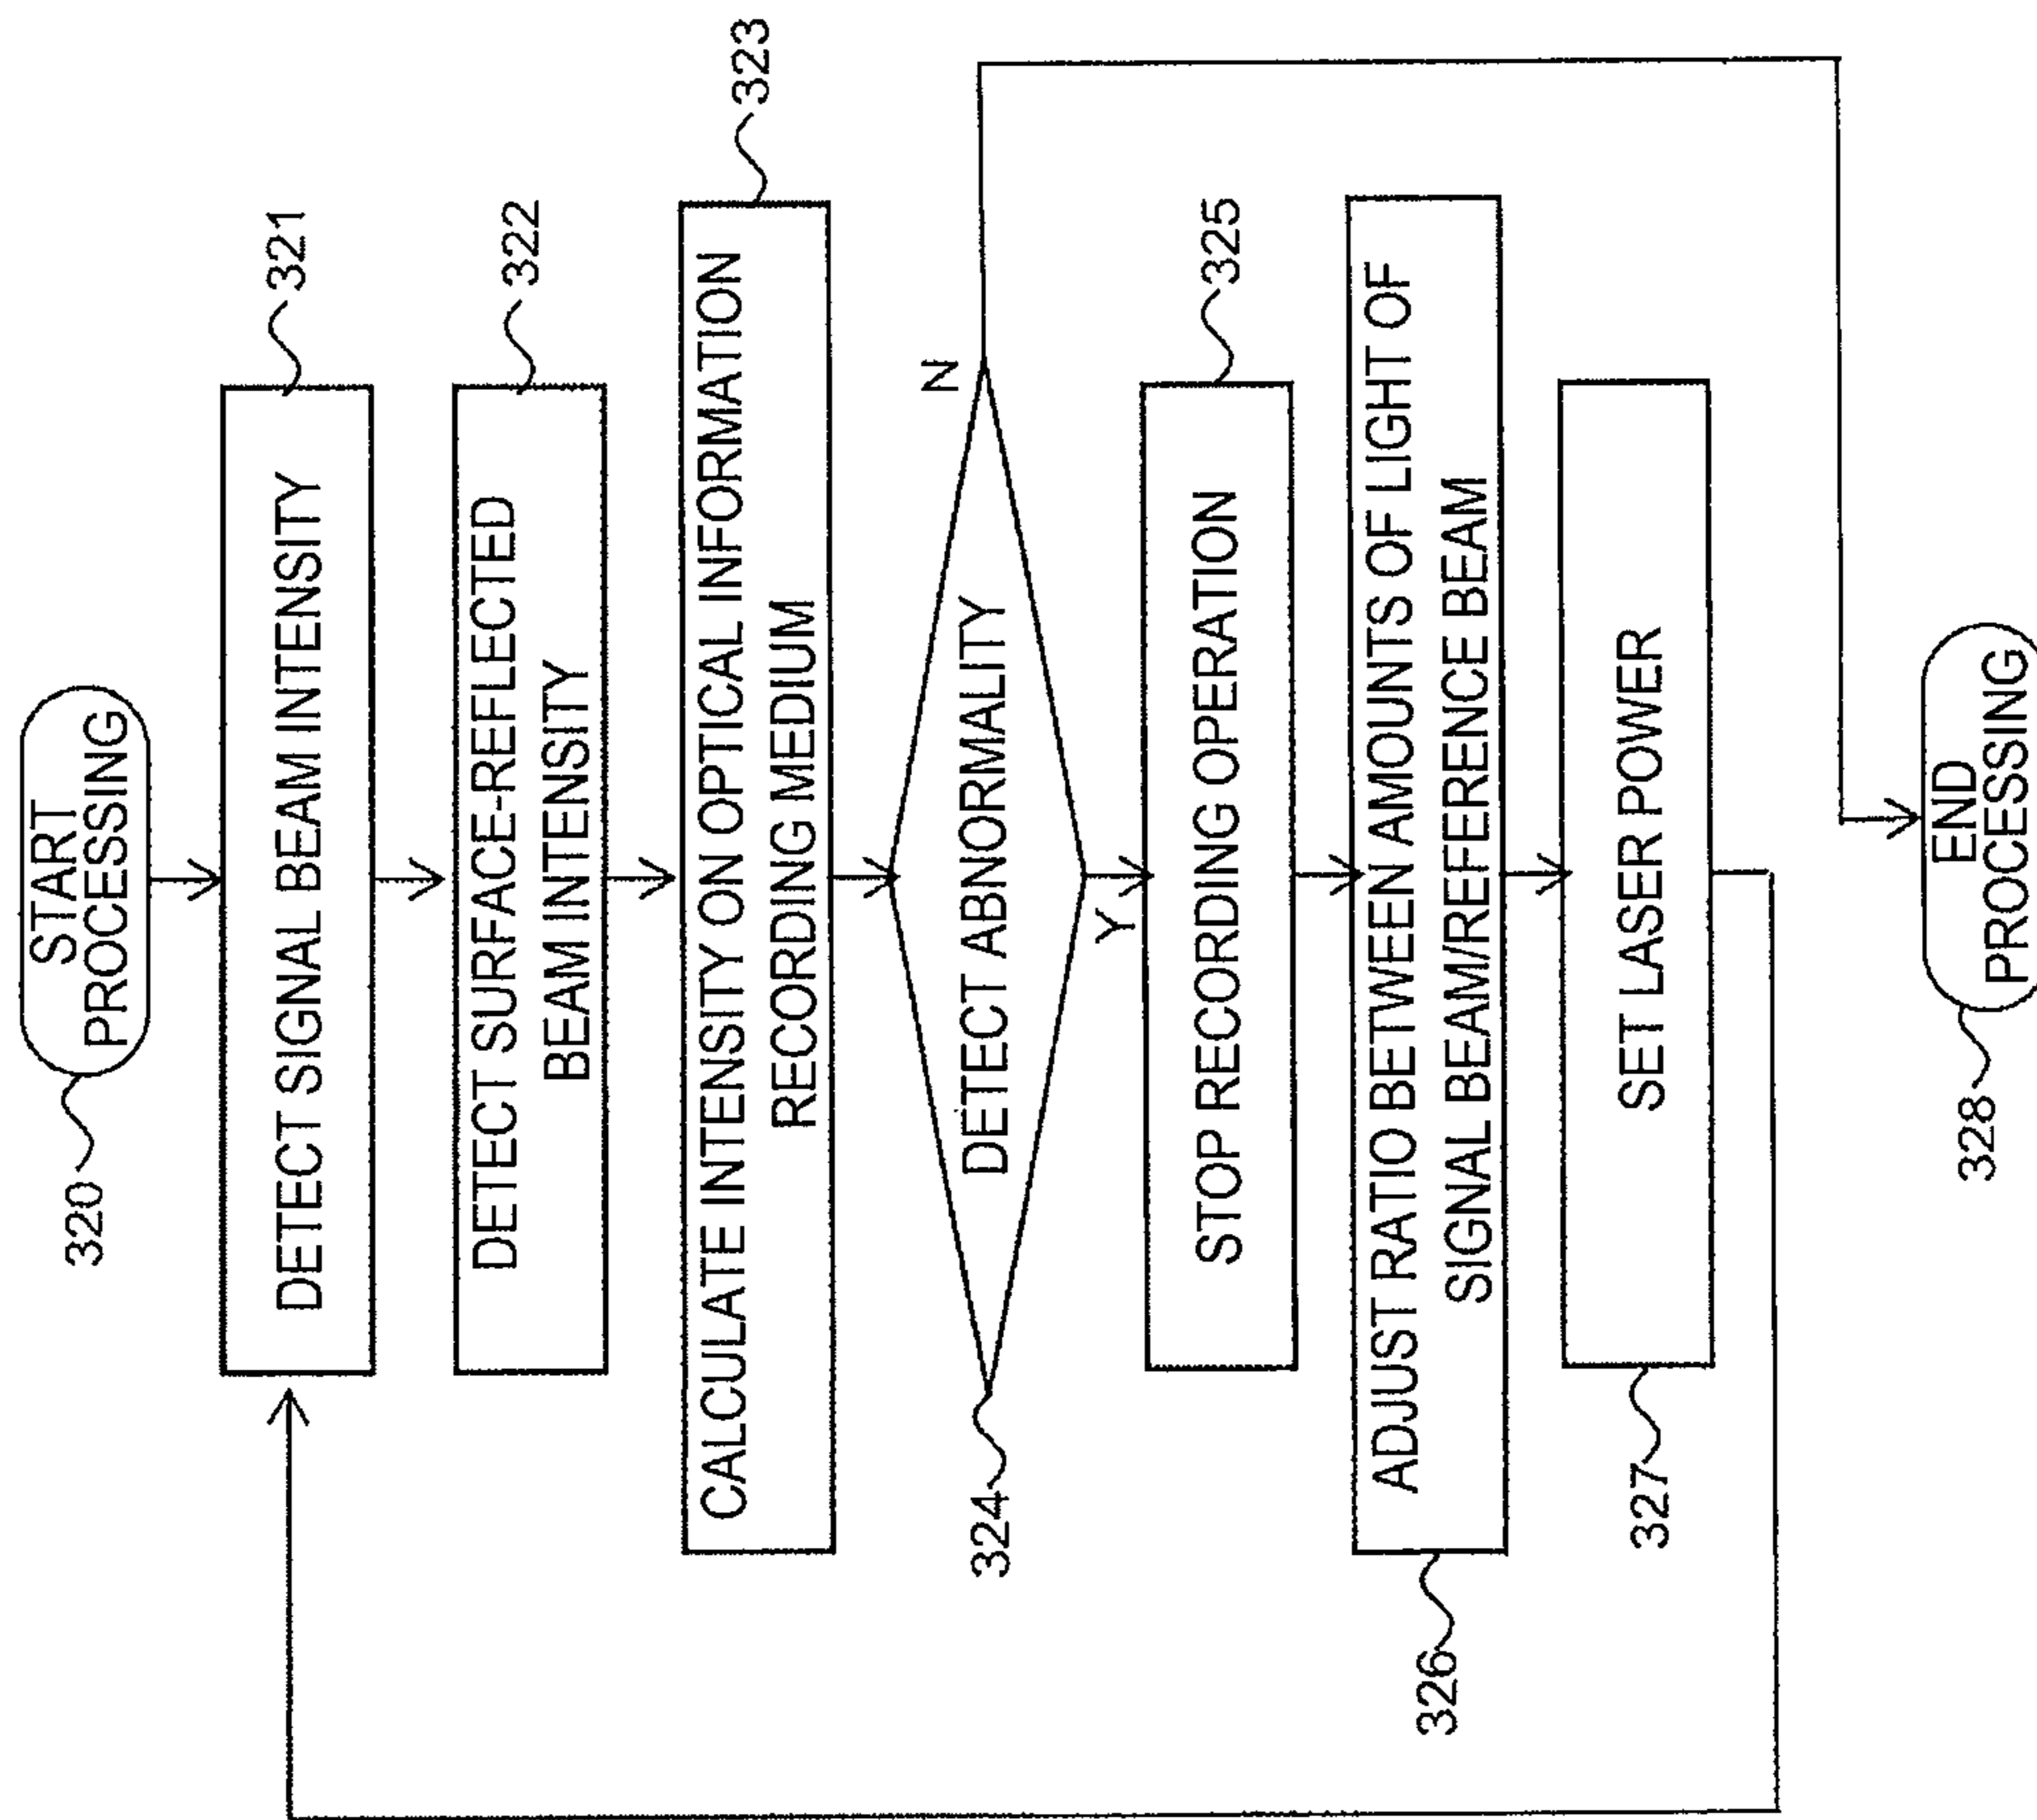 START
PROCESSING
320
DETECT SIGNAL BEAM INTENSITY
321
DETECT SURFACE-REFLECTED
BEAM INTENSITY
322
CALCULATE INTENSITY ON OPTICAL INFORMATION
RECORDING MEDIUM
323
DETECT ABNORMALITY
324
N
Y
STOP RECORDING OPERATION
325
ADJUST RATIO BETWEEN AMOUNTS OF LIGHT OF
SIGNAL BEAM/REFERENCE BEAM
326
SET LASER POWER
327
END
PROCESSING
328